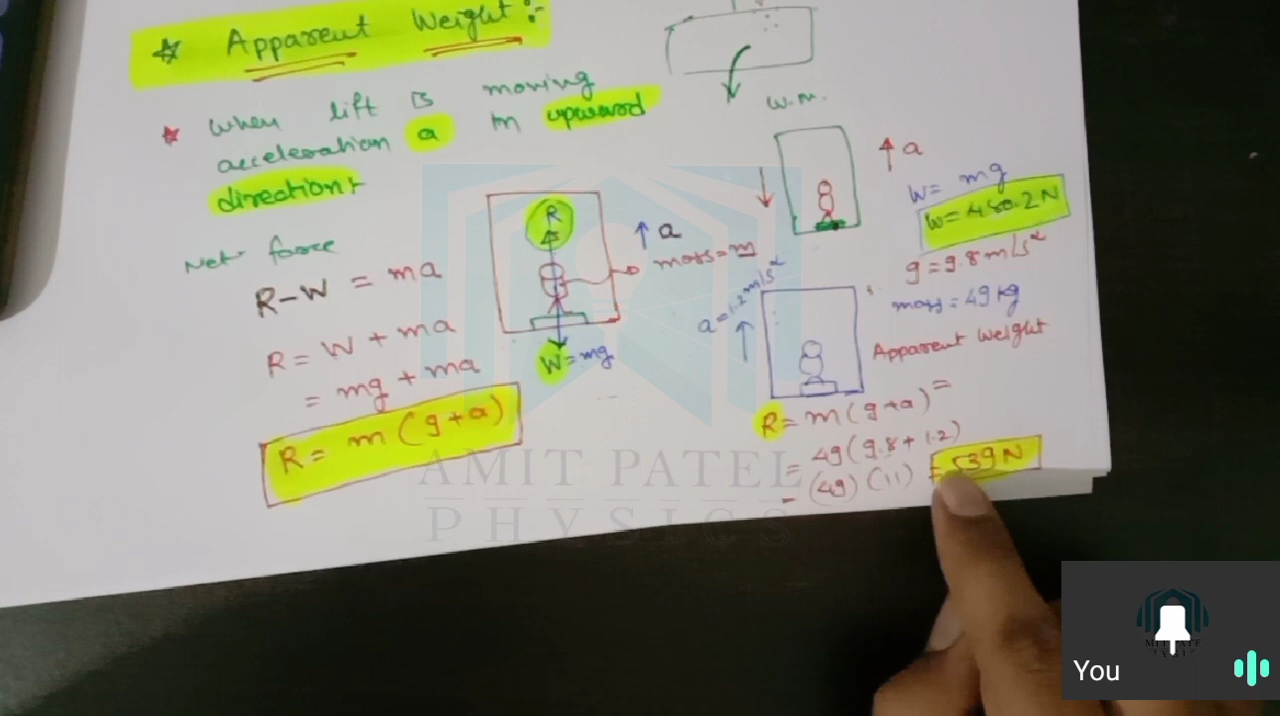 ☆ Apparent Weight :-
W.M.
* When lift is moving
acceleration a in upward
direction
Net force
R-W = ma
R = W + ma
= mg + ma
R = m(g+a)
R
↑ a
mass = m
W = mg
↑ a
W = mg
W = 480.2 N
g = 9.8 m/s²
mass = 49 kg
a = 1.2 m/s²
Apparent Weight
R = m(g+a) =
= 49(9.8 + 1.2)
= (49) (11) = 539 N
AMIT PATEL
PHYSICS
You